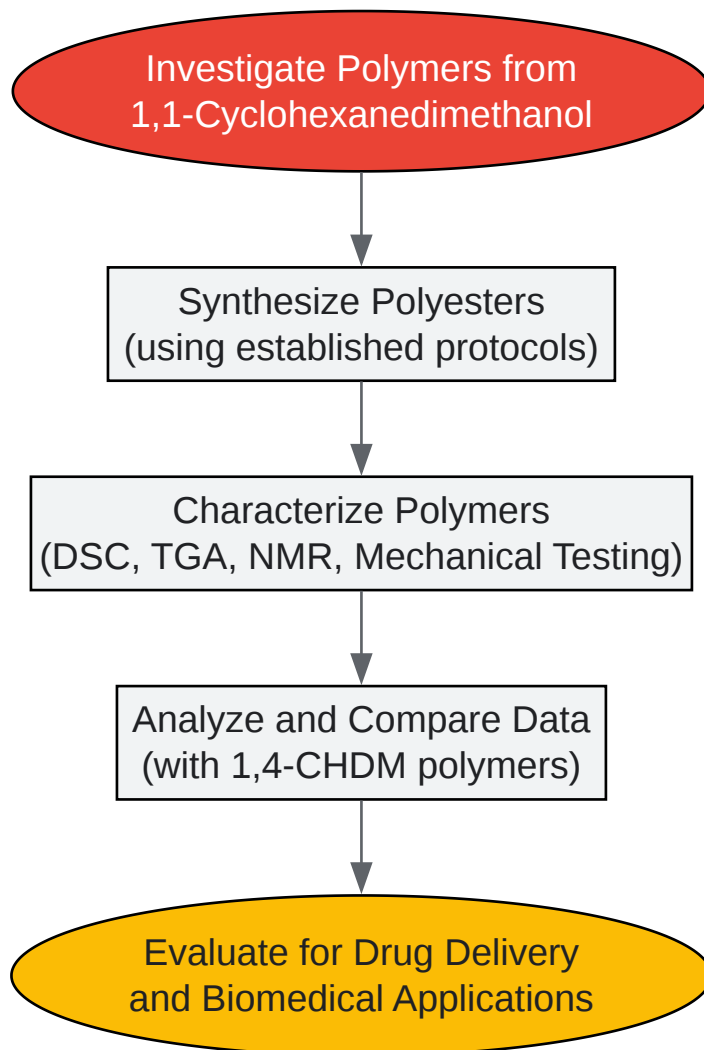 Investigate Polymers from
1,1-Cyclohexanedimethanol
Synthesize Polyesters
(using established protocols)
Characterize Polymers
(DSC, TGA, NMR, Mechanical Testing)
Analyze and Compare Data
(with 1,4-CHDM polymers)
Evaluate for Drug Delivery
and Biomedical Applications